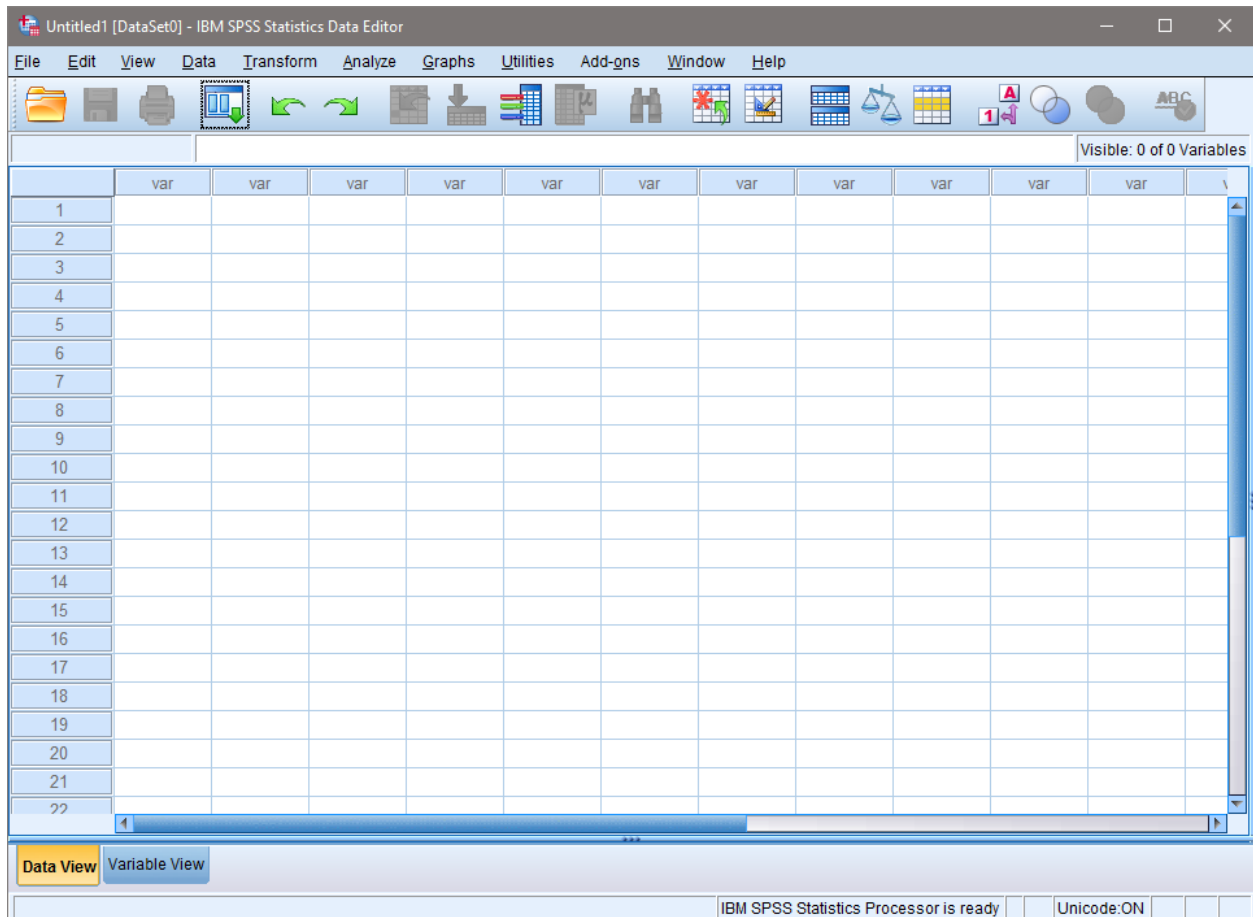 Untitled1 [DataSet0] - IBM SPSS Statistics Data Editor
File Edit View Data Transform Analyze Graphs Utilities Add-ons Window Help
A
1
ABC
Visible: 0 of 0 Variables
var var var var var var var var var var var
1
2
3
4
5
6
7
8
9
10
11
12
13
14
15
16
17
18
19
20
21
22
Data View Variable View
IBM SPSS Statistics Processor is ready Unicode:ON